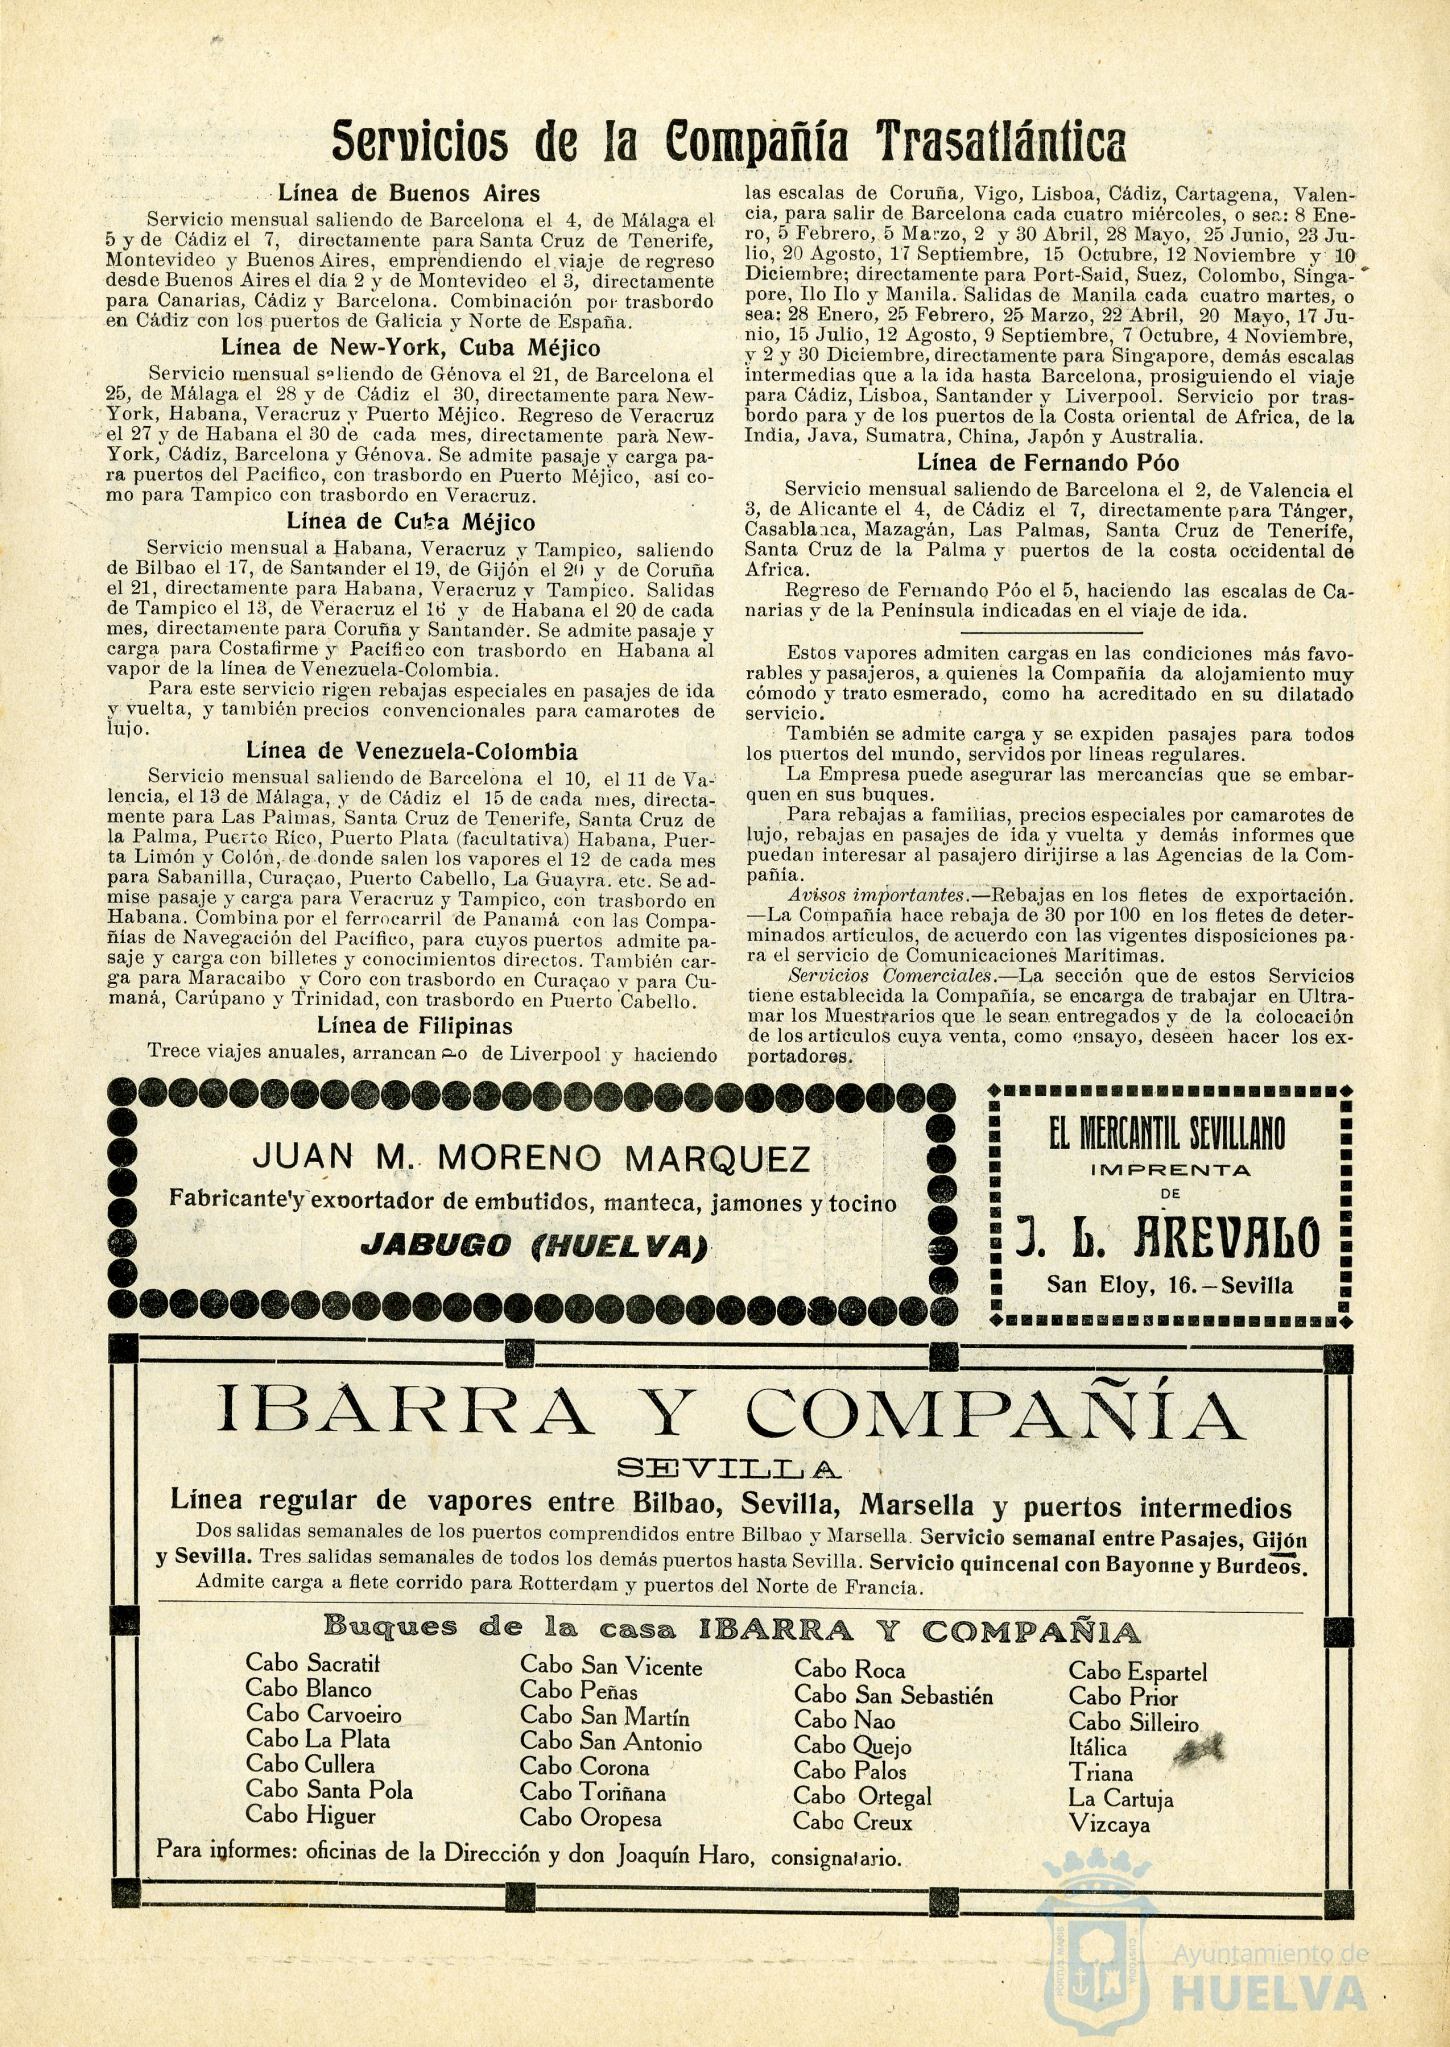 Servicios de la Compañía Trasatlántica
Línea de Buenos Aires
Servicio mensual saliendo de Barcelona el 4, de Málaga el
5 y de Cádiz el 7, directamente para Santa Cruz de Tenerife,
Montevideo y Buenos Aires, emprendiendo el viaje de regreso
desde Buenos Aires el día 2 y de Montevideo el 3, directamente
para Canarias, Cádiz y Barcelona. Combinación por trasbordo
en Cádiz con los puertos de Galicia y Norte de España.
Línea de New-York, Cuba Méjico
Servicio mensual saliendo de Génova el 21, de Barcelona el
25, de Málaga el 28 y de Cádiz el 30, directamente para New-
York, Habana, Veracruz y Puerto Méjico. Regreso de Veracruz
el 27 y de Habana el 30 de cada mes, directamente para New-
York, Cádiz, Barcelona y Génova. Se admite pasaje y carga pa-
ra puertos del Pacífico, con trasbordo en Puerto Méjico, así co-
mo para Tampico con trasbordo en Veracruz.
Línea de Cuba Méjico
Servicio mensual a Habana, Veracruz y Tampico, saliendo
de Bilbao el 17, de Santander el 19, de Gijón el 20 y de Coruña
el 21, directamente para Habana, Veracruz y Tampico. Salidas
de Tampico el 13, de Veracruz el 16 y de Habana el 20 de cada
mes, directamente para Coruña y Santander. Se admite pasaje y
carga para Costafirme y Pacífico con trasbordo en Habana al
vapor de la línea de Venezuela-Colombia.
Para este servicio rigen rebajas especiales en pasajes de ida
y vuelta, y también precios convencionales para camarotes de
lujo.
Línea de Venezuela-Colombia
Servicio mensual saliendo de Barcelona el 10, el 11 de Va-
lencia, el 13 de Málaga, y de Cádiz el 15 de cada mes, directa-
mente para Las Palmas, Santa Cruz de Tenerife, Santa Cruz de
la Palma, Puerto Rico, Puerto Plata (facultativa) Habana, Puer-
ta Limón y Colón, de donde salen los vapores el 12 de cada mes
para Sabanilla, Curaçao, Puerto Cabello, La Guayra. etc. Se ad-
mise pasaje y carga para Veracruz y Tampico, con trasbordo en
Habana. Combina por el ferrocarril de Panamá con las Compa-
ñías de Navegación del Pacífico, para cuyos puertos admite pa-
saje y carga con billetes y conocimientos directos. También car-
ga para Maracaibo y Coro con trasbordo en Curaçao y para Cu-
maná, Carúpano y Trinidad, con trasbordo en Puerto Cabello.
Línea de Filipinas
Trece viajes anuales, arrancando de Liverpool y haciendo
las escalas de Coruña, Vigo, Lisboa, Cádiz, Cartagena, Valen-
cia, para salir de Barcelona cada cuatro miércoles, o sea: 8 Ene-
ro, 5 Febrero, 5 Marzo, 2 y 30 Abril, 28 Mayo, 25 Junio, 23 Ju-
lio, 20 Agosto, 17 Septiembre, 15 Octubre, 12 Noviembre y 10
Diciembre; directamente para Port-Said, Suez, Colombo, Singa-
pore, Ilo Ilo y Manila. Salidas de Manila cada cuatro martes, o
sea: 28 Enero, 25 Febrero, 25 Marzo, 22 Abril, 20 Mayo, 17 Ju-
nio, 15 Julio, 12 Agosto, 9 Septiembre, 7 Octubre, 4 Noviembre,
y 2 y 30 Diciembre, directamente para Singapore, demás escalas
intermedias que a la ida hasta Barcelona, prosiguiendo el viaje
para Cádiz, Lisboa, Santander y Liverpool. Servicio por tras-
bordo para y de los puertos de la Costa oriental de Africa, de la
India, Java, Sumatra, China, Japón y Australia.
Línea de Fernando Póo
Servicio mensual saliendo de Barcelona el 2, de Valencia el
3, de Alicante el 4, de Cádiz el 7, directamente para Tánger,
Casablanca, Mazagán, Las Palmas, Santa Cruz de Tenerife,
Santa Cruz de la Palma y puertos de la costa occidental de
Africa.
Regreso de Fernando Póo el 5, haciendo las escalas de Ca-
narias y de la Península indicadas en el viaje de ida.
Estos vapores admiten cargas en las condiciones más favo-
rables y pasajeros, a quienes la Compañía da alojamiento muy
cómodo y trato esmerado, como ha acreditado en su dilatado
servicio.
También se admite carga y se expiden pasajes para todos
los puertos del mundo, servidos por líneas regulares.
La Empresa puede asegurar las mercancías que se embar-
quen en sus buques.
Para rebajas a familias, precios especiales por camarotes de
lujo, rebajas en pasajes de ida y vuelta y demás informes que
puedan interesar al pasajero dirijirse a las Agencias de la Com-
pañía.
Avisos importantes.—Rebajas en los fletes de exportación.
—La Compañía hace rebaja de 30 por 100 en los fletes de deter-
minados artículos, de acuerdo con las vigentes disposiciones pa-
ra el servicio de Comunicaciones Marítimas.
Servicios Comerciales.—La sección que de estos Servicios
tiene establecida la Compañía, se encarga de trabajar en Ultra-
mar los Muestrarios que le sean entregados y de la colocación
de los artículos cuya venta, como ensayo, deseen hacer los ex-
portadores.
JUAN M. MORENO MARQUEZ
Fabricante y exportador de embutidos, manteca, jamones y tocino
JABUGO (HUELVA)
EL MERCANTIL SEVILLANO
IMPRENTA
DE
J. L. AREVALO
San Eloy, 16.—Sevilla
IBARRA Y COMPAÑÍA
SEVILLA
Línea regular de vapores entre Bilbao, Sevilla, Marsella y puertos intermedios
Dos salidas semanales de los puertos comprendidos entre Bilbao y Marsella. Servicio semanal entre Pasajes, Gijón
y Sevilla. Tres salidas semanales de todos los demás puertos hasta Sevilla. Servicio quincenal con Bayonne y Burdeos.
Admite carga a flete corrido para Rotterdam y puertos del Norte de Francia.
Buques de la casa IBARRA Y COMPAÑIA
Cabo Sacratif
Cabo Blanco
Cabo Carvoeiro
Cabo La Plata
Cabo Cullera
Cabo Santa Pola
Cabo Higuer
Cabo San Vicente
Cabo Peñas
Cabo San Martín
Cabo San Antonio
Cabo Corona
Cabo Toriñana
Cabo Oropesa
Cabo Roca
Cabo San Sebastién
Cabo Nao
Cabo Quejo
Cabo Palos
Cabo Ortegal
Cabo Creux
Cabo Espartel
Cabo Prior
Cabo Silleiro
Itálica
Triana
La Cartuja
Vizcaya
Para informes: oficinas de la Dirección y don Joaquín Haro, consignatario.
PORTUS MARIS
CUSTODIA
Ayuntamiento de
HUELVA